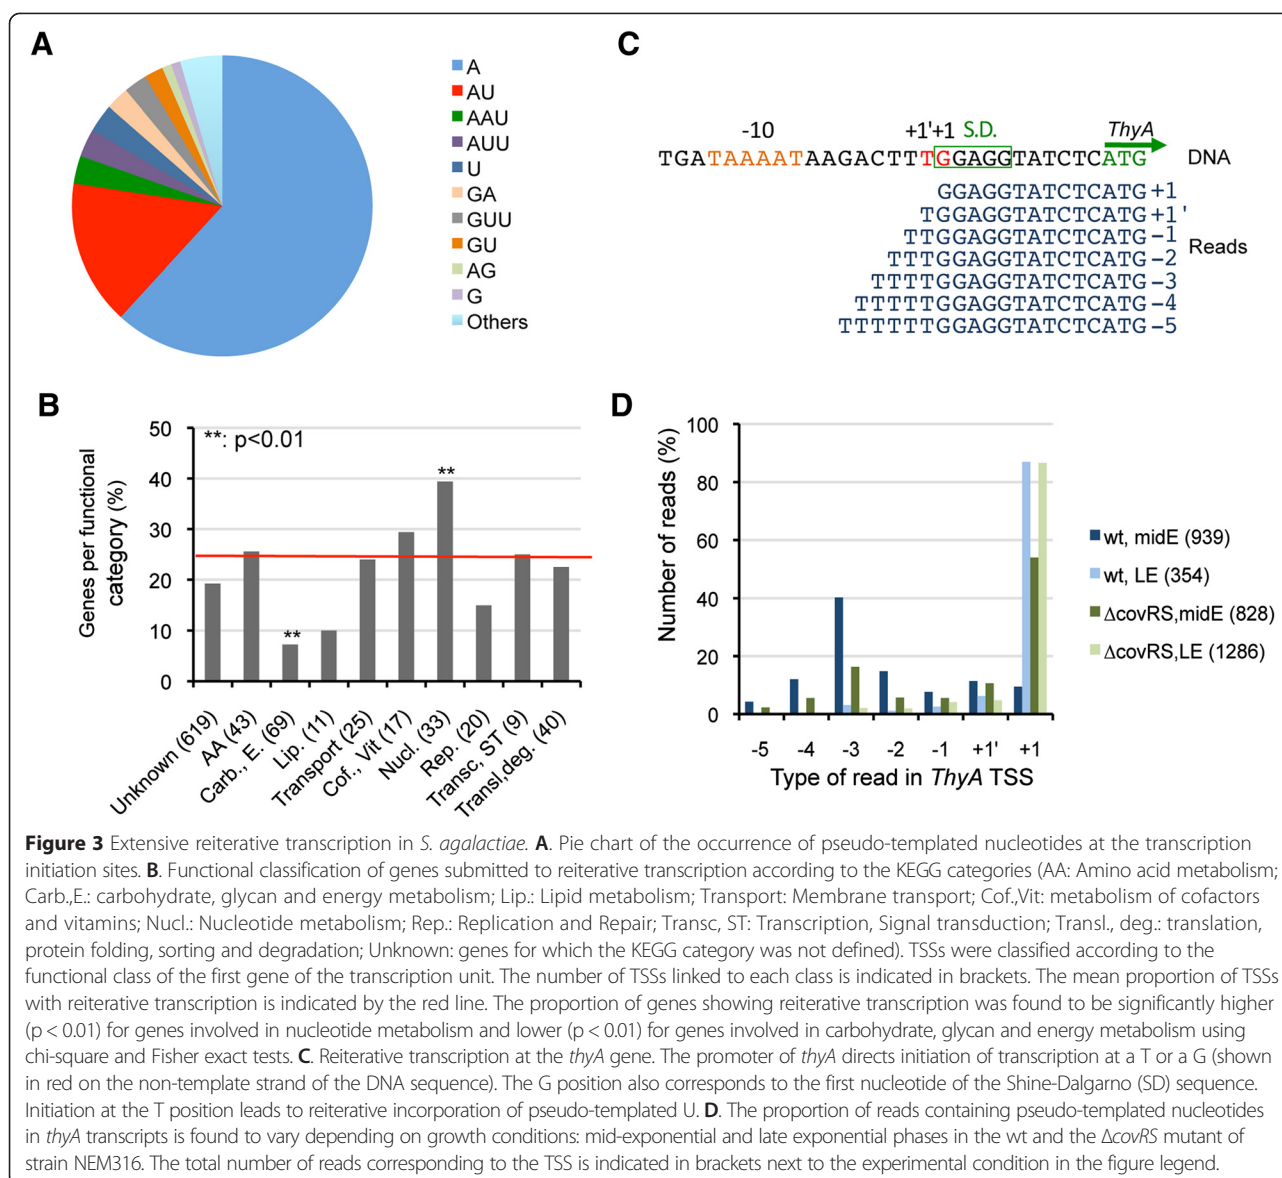 A
A
AU
AAU
AUU
U
GA
GUU
GU
AG
G
Others
B
**: p<0.01
Genes per functional
category (%)
50
40
30
20
10
0
**
**
Unknown (619)
AA (43)
Carb., E. (69)
Lip. (11)
Transport (25)
Cof., Vit (17)
Nucl. (33)
Rep. (20)
Transc, ST (9)
Transl,deg. (40)
C
-10 +1'+1 S.D. ThyA
TGATAAAATAAGACTTTGGAGGTATCTCATG DNA
GGAGGTATCTCATG +1
TGGAGGTATCTCATG +1'
TTGGAGGTATCTCATG -1
Reads
TTTGGAGGTATCTCATG -2
TTTTGGAGGTATCTCATG -3
TTTTTGGAGGTATCTCATG -4
TTTTTTGGAGGTATCTCATG -5
D
Number of reads (%)
100
80
60
40
20
0
-5 -4 -3 -2 -1 +1' +1
Type of read in ThyA TSS
wt, midE (939)
wt, LE (354)
ΔcovRS,midE (828)
ΔcovRS,LE (1286)
Figure 3 Extensive reiterative transcription in S. agalactiae. A. Pie chart of the occurrence of pseudo-templated nucleotides at the transcription
initiation sites. B. Functional classification of genes submitted to reiterative transcription according to the KEGG categories (AA: Amino acid metabolism;
Carb.,E.: carbohydrate, glycan and energy metabolism; Lip.: Lipid metabolism; Transport: Membrane transport; Cof.,Vit: metabolism of cofactors
and vitamins; Nucl.: Nucleotide metabolism; Rep.: Replication and Repair; Transc, ST: Transcription, Signal transduction; Transl., deg.: translation,
protein folding, sorting and degradation; Unknown: genes for which the KEGG category was not defined). TSSs were classified according to the
functional class of the first gene of the transcription unit. The number of TSSs linked to each class is indicated in brackets. The mean proportion of TSSs
with reiterative transcription is indicated by the red line. The proportion of genes showing reiterative transcription was found to be significantly higher
(p < 0.01) for genes involved in nucleotide metabolism and lower (p < 0.01) for genes involved in carbohydrate, glycan and energy metabolism using
chi-square and Fisher exact tests. C. Reiterative transcription at the thyA gene. The promoter of thyA directs initiation of transcription at a T or a G (shown
in red on the non-template strand of the DNA sequence). The G position also corresponds to the first nucleotide of the Shine-Dalgarno (SD) sequence.
Initiation at the T position leads to reiterative incorporation of pseudo-templated U. D. The proportion of reads containing pseudo-templated nucleotides
in thyA transcripts is found to vary depending on growth conditions: mid-exponential and late exponential phases in the wt and the ΔcovRS mutant of
strain NEM316. The total number of reads corresponding to the TSS is indicated in brackets next to the experimental condition in the figure legend.